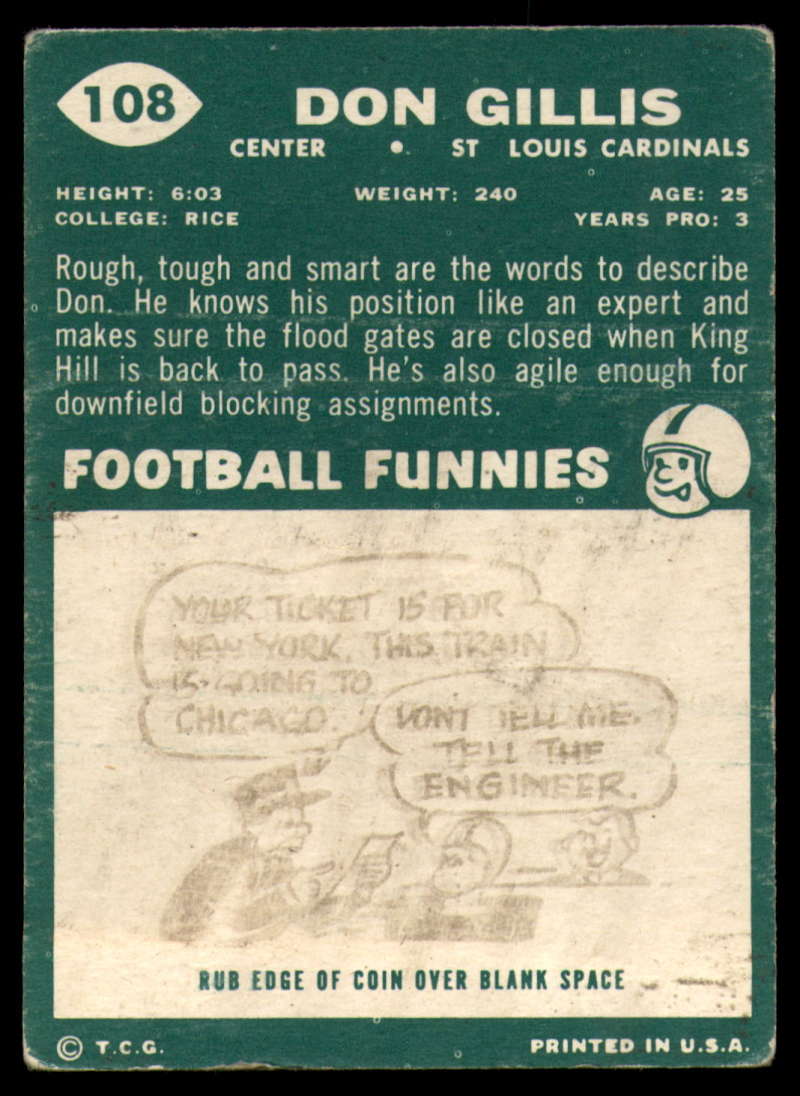 108
DON GILLIS
CENTER • ST LOUIS CARDINALS
HEIGHT: 6:03 WEIGHT: 240 AGE: 25
COLLEGE: RICE YEARS PRO: 3
Rough, tough and smart are the words to describe
Don. He knows his position like an expert and
makes sure the flood gates are closed when King
Hill is back to pass. He's also agile enough for
downfield blocking assignments.
FOOTBALL FUNNIES
YOUR TICKET IS FOR
NEW YORK. THIS TRAIN
IS GOING TO
CHICAGO.
DONT TELL ME.
TELL THE
ENGINEER.
RUB EDGE OF COIN OVER BLANK SPACE
© T.C.G. PRINTED IN U.S.A.